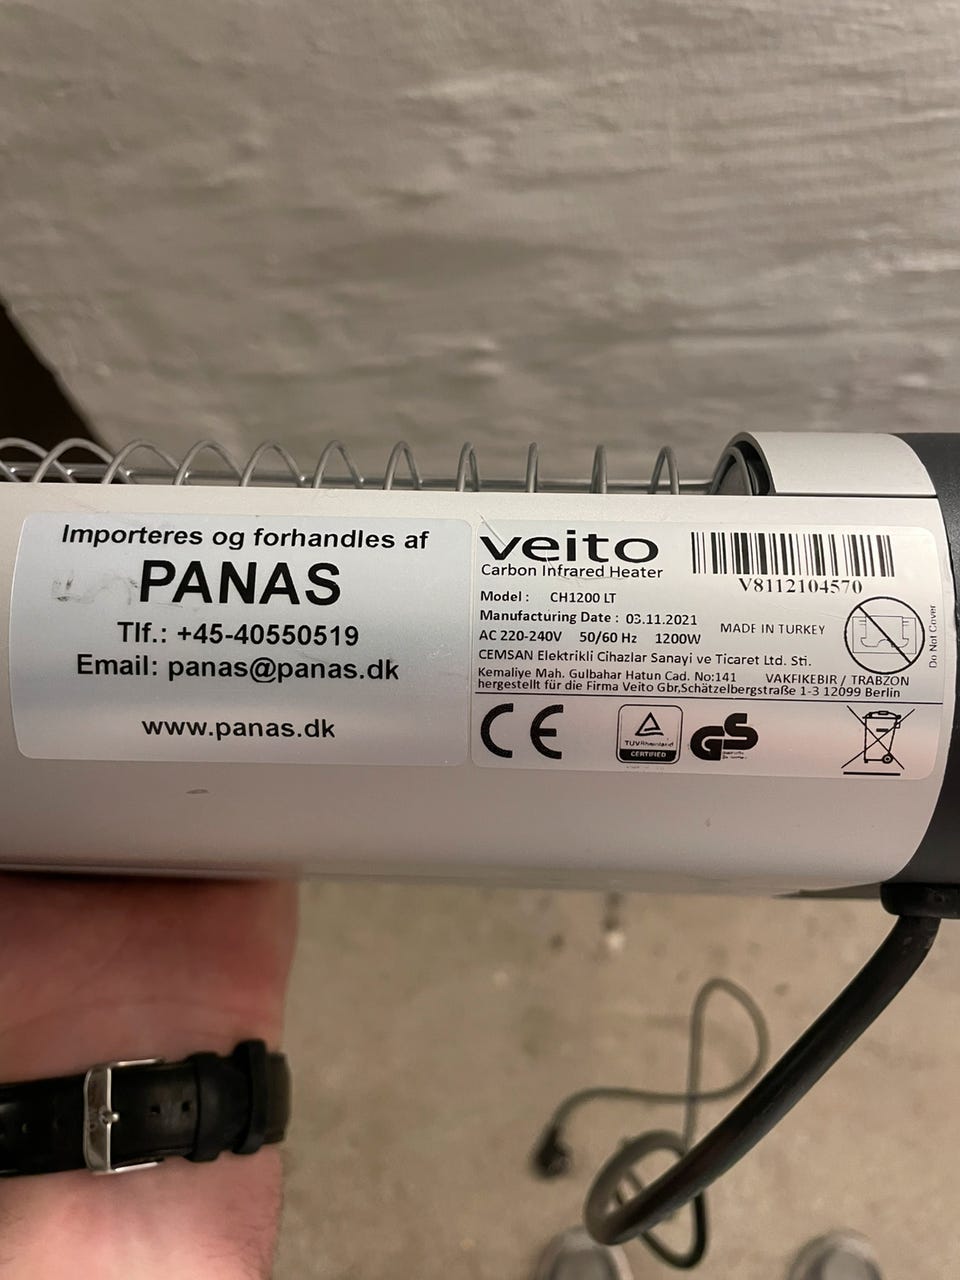 Importeres og forhandles af
PANAS
Tlf.: +45-40550519
Email: panas@panas.dk
www.panas.dk
veito
Carbon Infrared Heater
V8112104570
Model : CH1200 LT
Manufacturing Date : 03.11.2021
AC 220-240V 50/60 Hz 1200W
MADE IN TURKEY
Do Not Cover
CEMSAN Elektrikli Cihazlar Sanayi ve Ticaret Ltd. Sti.
Kemaliye Mah. Gulbahar Hatun Cad. No:141 VAKFIKEBIR / TRABZON
hergestellt für die Firma Veito Gbr,Schätzelbergstraße 1-3 12099 Berlin
CE
TÜVRheinland
CERTIFIED
GS